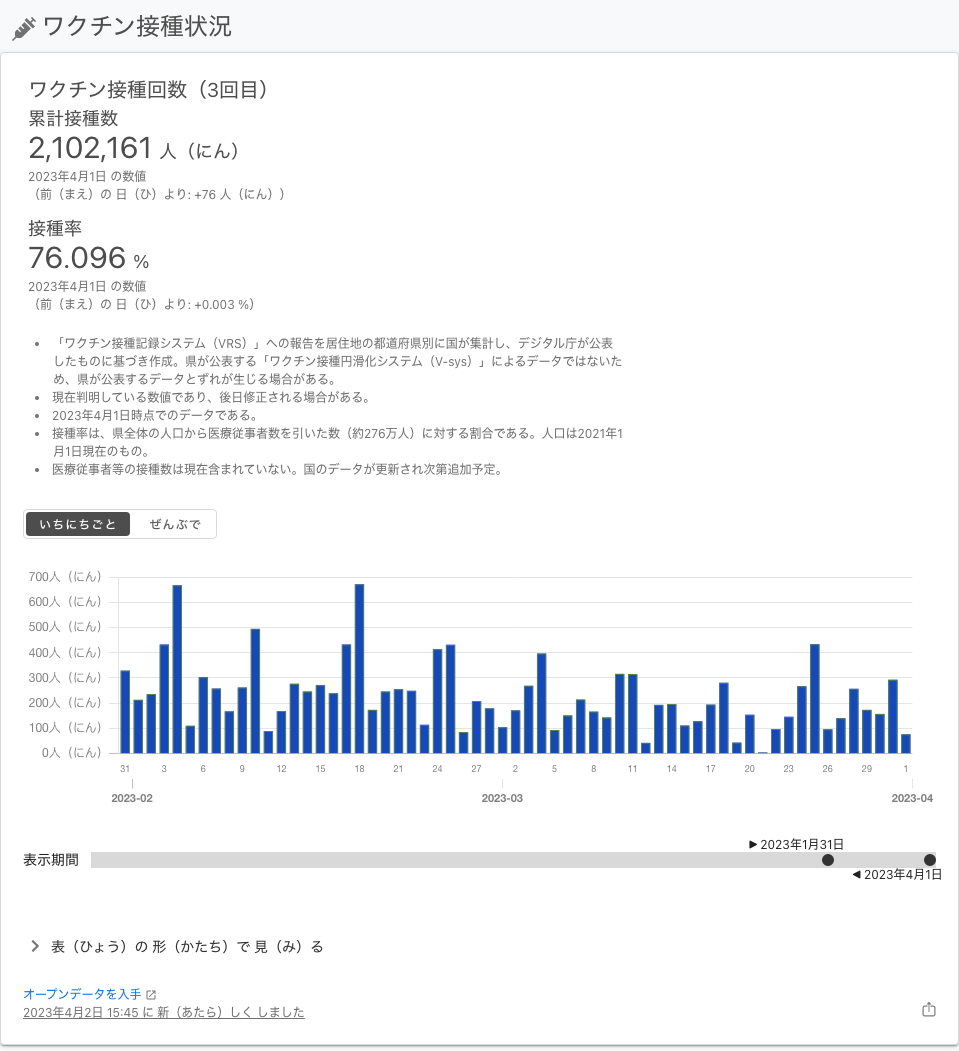 ワクチン接種状況
ワクチン接種回数（3回目）
累計接種数
2,102,161 人（にん）
2023年4月1日 の数値
（前（まえ）の 日（ひ）より: +76 人（にん））
接種率
76.096 %
2023年4月1日 の数値
（前（まえ）の 日（ひ）より: +0.003 %）
• 「ワクチン接種記録システム（VRS）」への報告を居住地の都道府県別に国が集計し、デジタル庁が公表
したものに基づき作成。県が公表する「ワクチン接種円滑化システム（V-sys）」によるデータではないた
め、県が公表するデータとずれが生じる場合がある。
• 現在判明している数値であり、後日修正される場合がある。
• 2023年4月1日時点でのデータである。
• 接種率は、県全体の人口から医療従事者数を引いた数（約276万人）に対する割合である。人口は2021年1
月1日現在のもの。
• 医療従事者等の接種数は現在含まれていない。国のデータが更新され次第追加予定。
いちにちごと ぜんぶで
700人（にん）
600人（にん）
500人（にん）
400人（にん）
300人（にん）
200人（にん）
100人（にん）
0人（にん）
31 3 6 9 12 15 18 21 24 27 2 5 8 11 14 17 20 23 26 29 1
2023-02 2023-03 2023-04
▶ 2023年1月31日
表示期間
◀ 2023年4月1日
表（ひょう）の 形（かたち）で 見（み）る
オープンデータを入手
2023年4月2日 15:45 に 新（あたら）しく しました